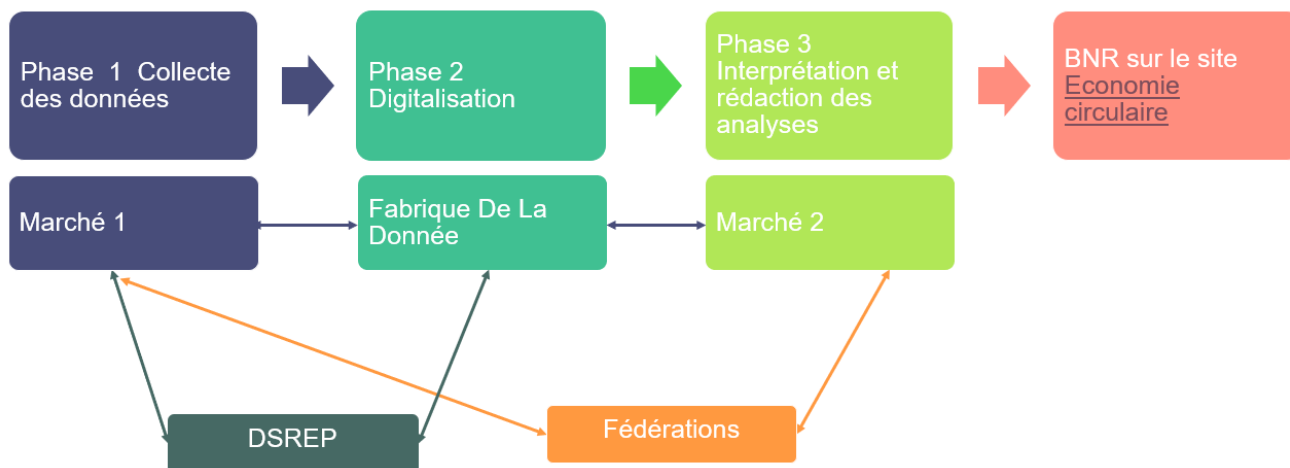 Phase 1 Collecte
des données
Phase 2
Digitalisation
Phase 3
Interprétation et
rédaction des
analyses
BNR sur le site
Economie
circulaire
Marché 1
Fabrique De La
Donnée
Marché 2
DSREP
Fédérations